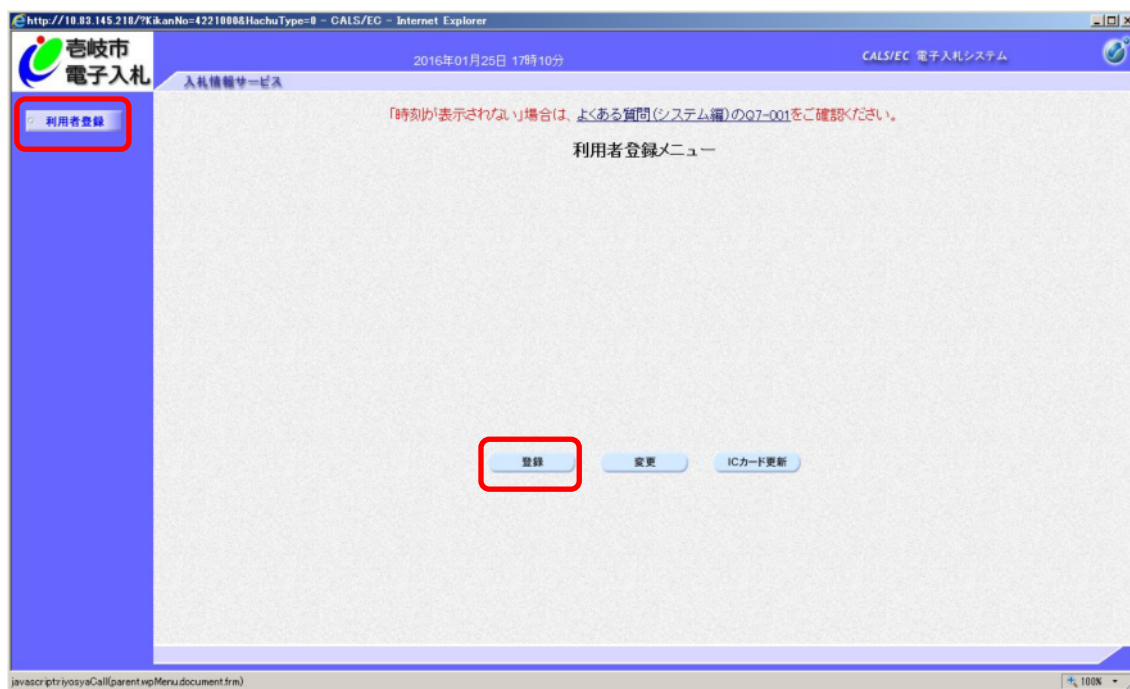 http://10.83.145.218/?KikanNo=4221000&HachuType=0 - CALS/EC - Internet Explorer
壱岐市
電子入札
2016年01月25日 17時10分
CALS/EC 電子入札システム
入札情報サービス
利用者登録
「時刻が表示されない」場合は、よくある質問(システム編)のQ7-001をご確認ください。
利用者登録メニュー
登録
変更
ICカード更新
javascript:riyosyaCall(parent.wpMenu.document.frm)
100%